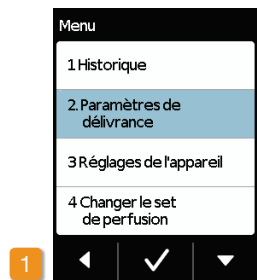 Menu
1 Historique
2. Paramètres de
délivrance
3 Réglages de l'appareil
4 Changer le set
de perfusion
1